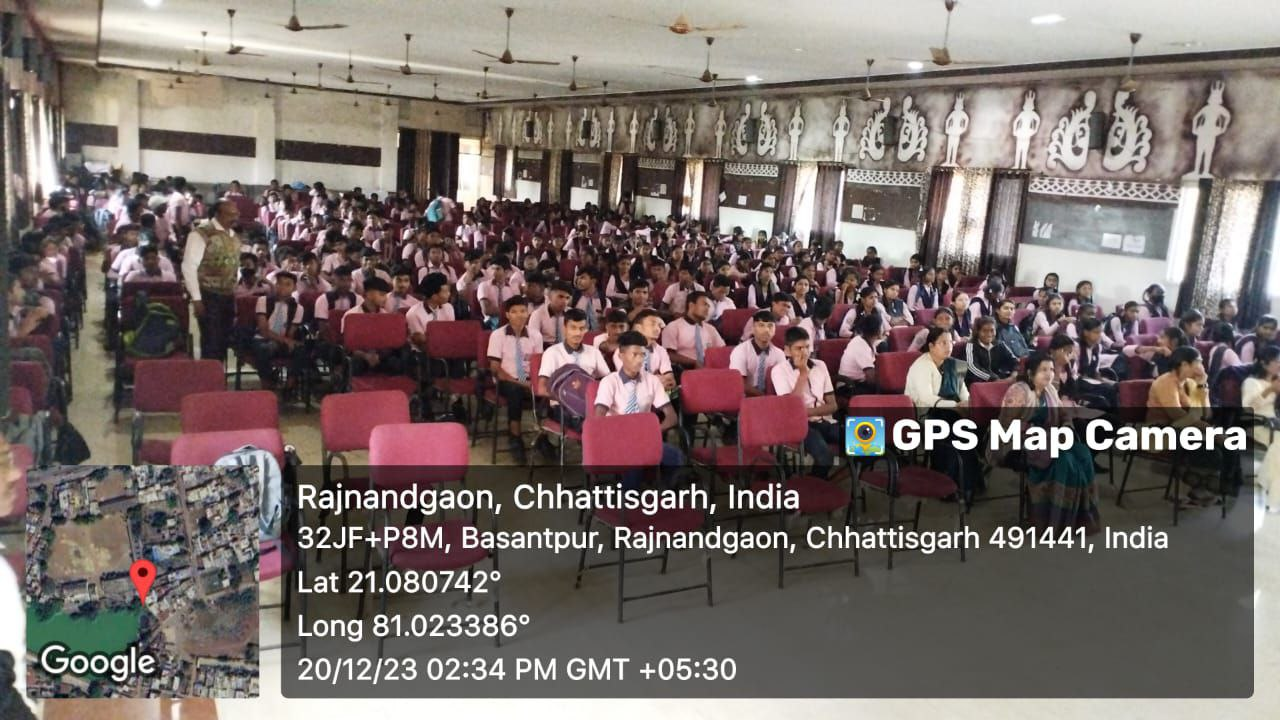 GPS Map Camera
Rajnandgaon, Chhattisgarh, India
32JF+P8M, Basantpur, Rajnandgaon, Chhattisgarh 491441, India
Lat 21.080742°
Long 81.023386°
20/12/23 02:34 PM GMT +05:30
Google